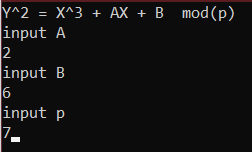 Y^2 = X^3 + AX + B  mod(p)
input A
2
input B
6
input p
7